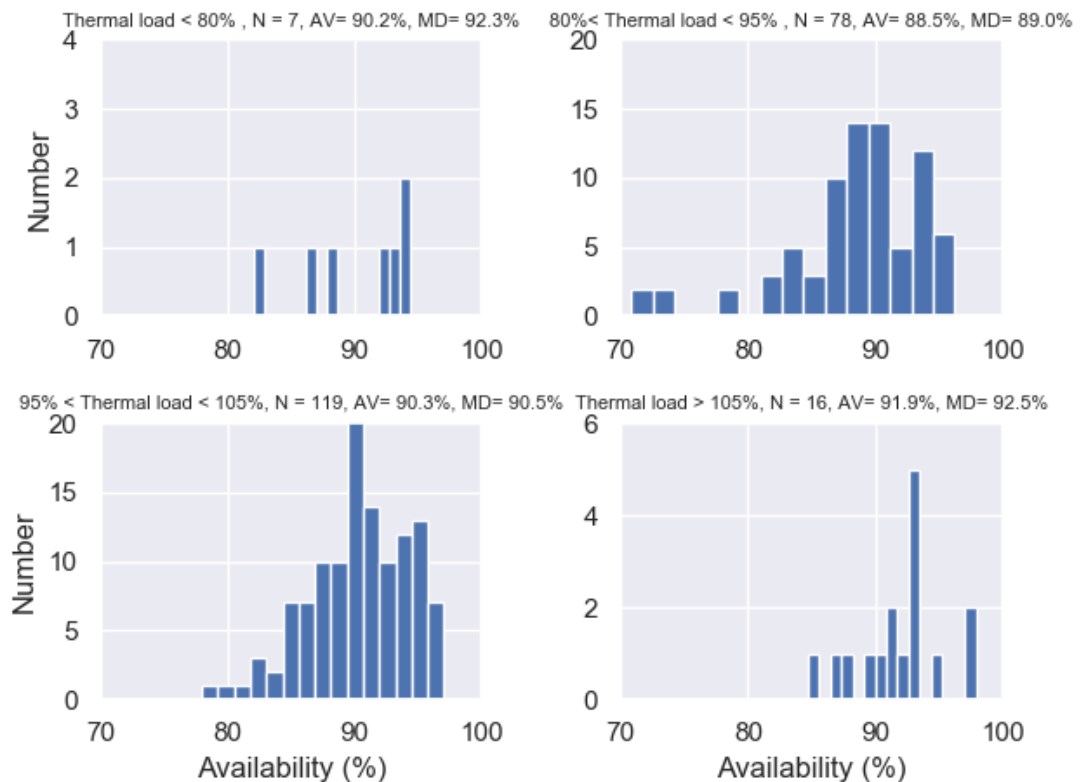 Thermal load < 80% , N = 7, AV= 90.2%, MD= 92.3%
4
3
2
1
0
Number
70 80 90 100
80%< Thermal load < 95% , N = 78, AV= 88.5%, MD= 89.0%
20
15
10
5
0
70 80 90 100
95% < Thermal load < 105%, N = 119, AV= 90.3%, MD= 90.5%
20
15
10
5
0
Number
70 80 90 100
Availability (%)
Thermal load > 105%, N = 16, AV= 91.9%, MD= 92.5%
6
4
2
0
70 80 90 100
Availability (%)